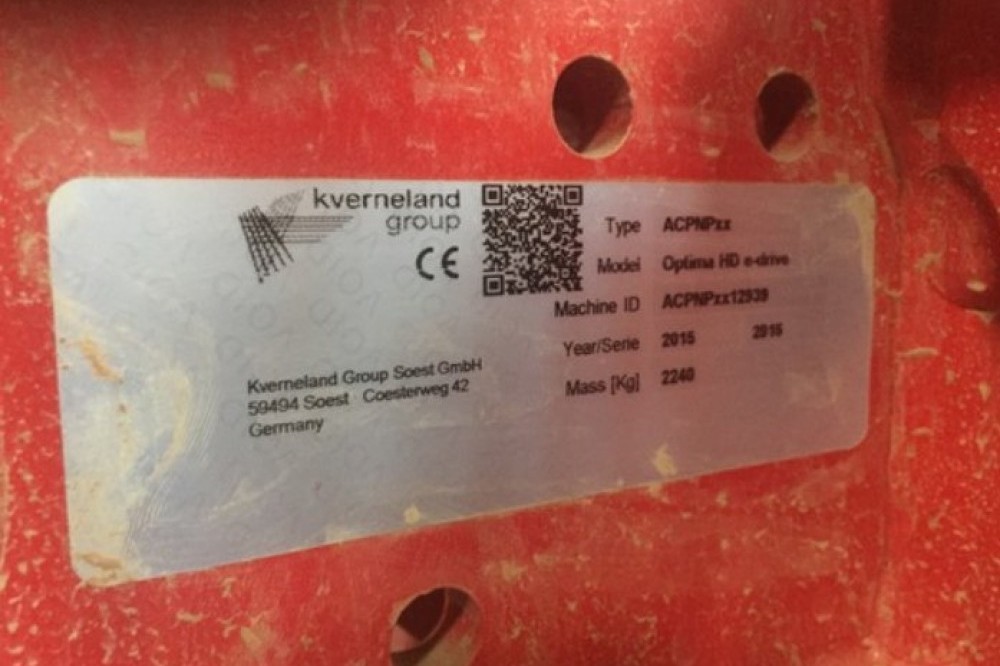 kverneland
group
CE
Type ACPNPxx
Model Optima HD e-drive
Machine ID ACPNPxx12939
Year/Serie 2015 2015
Mass [Kg] 2240
Kverneland Group Soest GmbH
59494 Soest Coesterweg 42
Germany